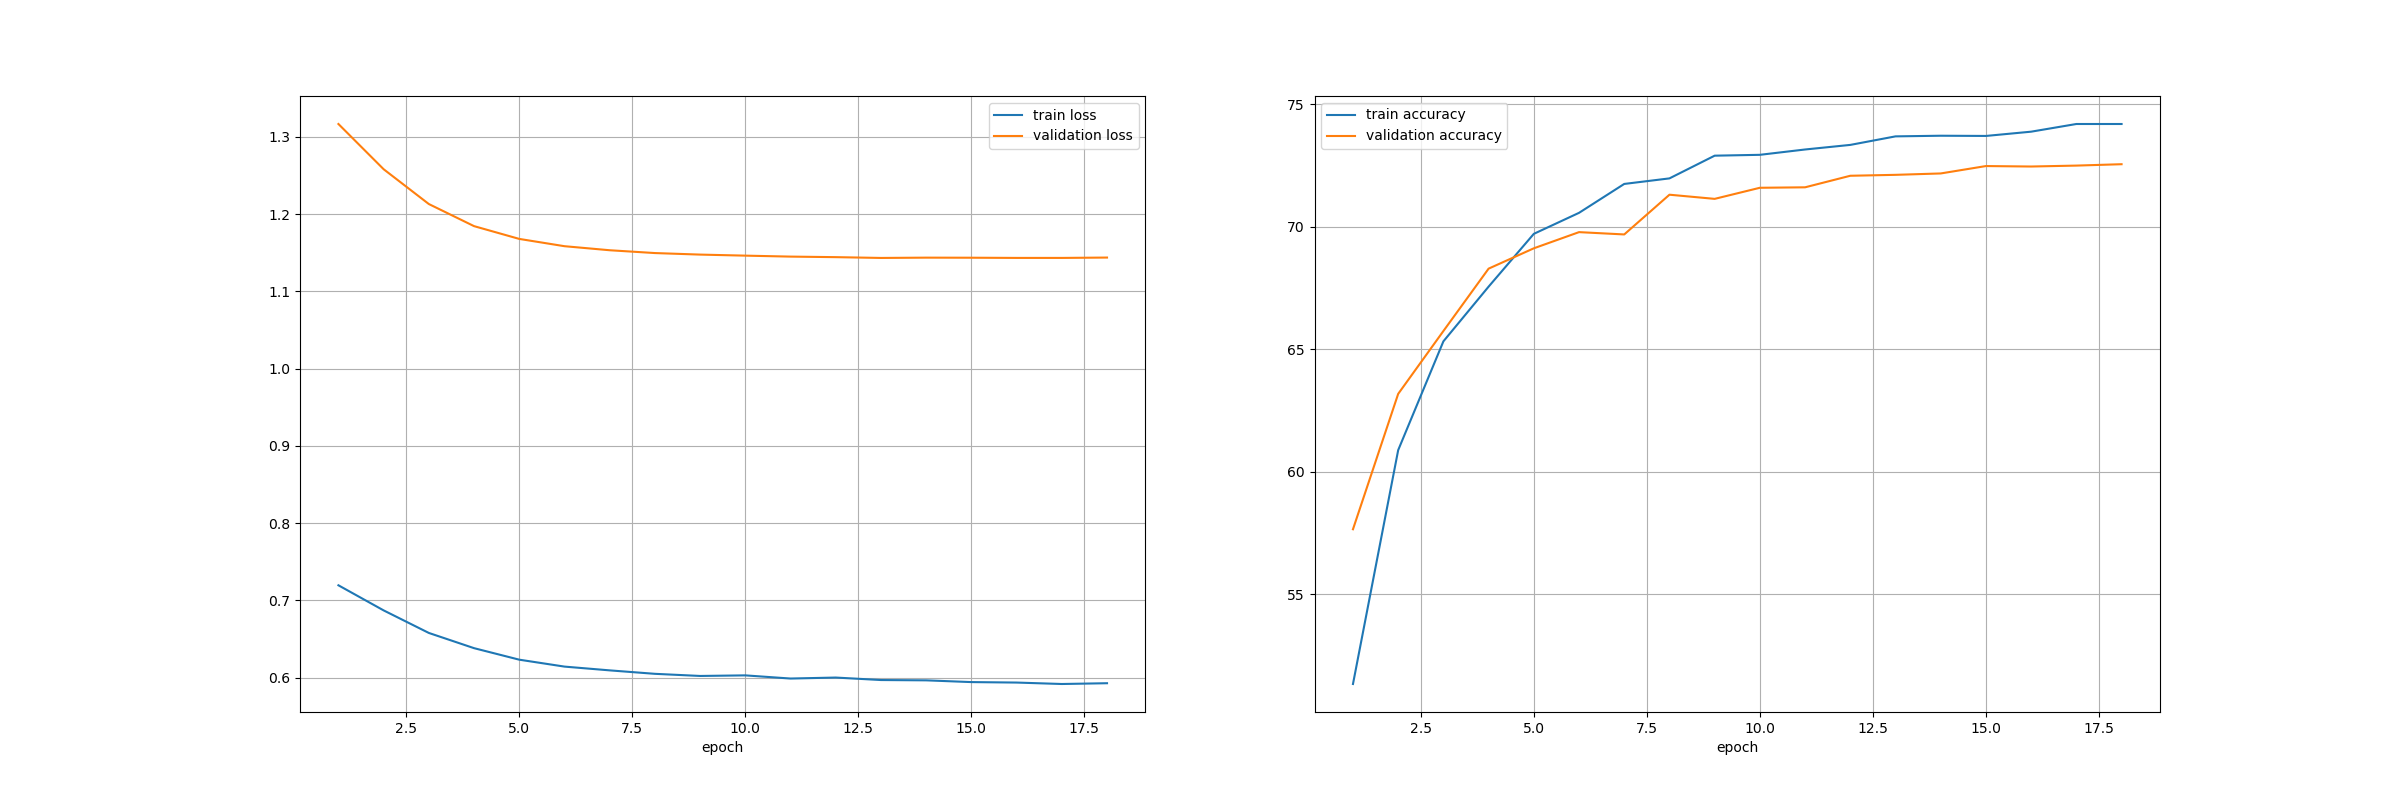 train loss
validation loss
1.3
1.2
1.1
1.0
0.9
0.8
0.7
0.6
2.5 5.0 7.5 10.0 12.5 15.0 17.5
epoch
train accuracy
validation accuracy
75
70
65
60
55
2.5 5.0 7.5 10.0 12.5 15.0 17.5
epoch